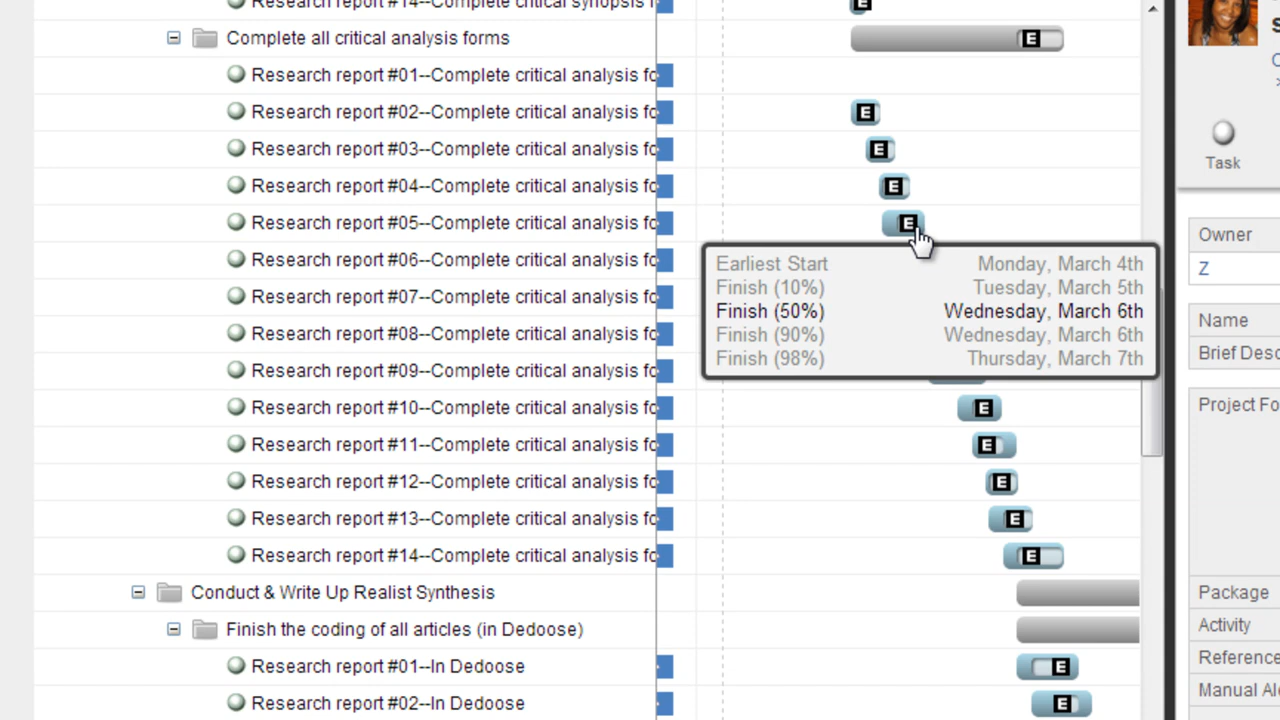 Research report #14--Complete critical synopsis f
E
Complete all critical analysis forms
E
Research report #01--Complete critical analysis fo
Research report #02--Complete critical analysis fo
E
Research report #03--Complete critical analysis fo
E
Research report #04--Complete critical analysis fo
E
Research report #05--Complete critical analysis fo
E
Research report #06--Complete critical analysis fo
Research report #07--Complete critical analysis fo
Research report #08--Complete critical analysis fo
Research report #09--Complete critical analysis fo
Research report #10--Complete critical analysis fo
E
Research report #11--Complete critical analysis fo
E
Research report #12--Complete critical analysis fo
E
Research report #13--Complete critical analysis fo
E
Research report #14--Complete critical analysis fo
E
Conduct & Write Up Realist Synthesis
Finish the coding of all articles (in Dedoose)
Research report #01--In Dedoose
E
Research report #02--In Dedoose
E
Earliest Start Monday, March 4th
Finish (10%) Tuesday, March 5th
Finish (50%) Wednesday, March 6th
Finish (90%) Wednesday, March 6th
Finish (98%) Thursday, March 7th
Task
Owner
Z
Name
Brief Desc
Project Fo
Package
Activity
Reference
Manual Ale